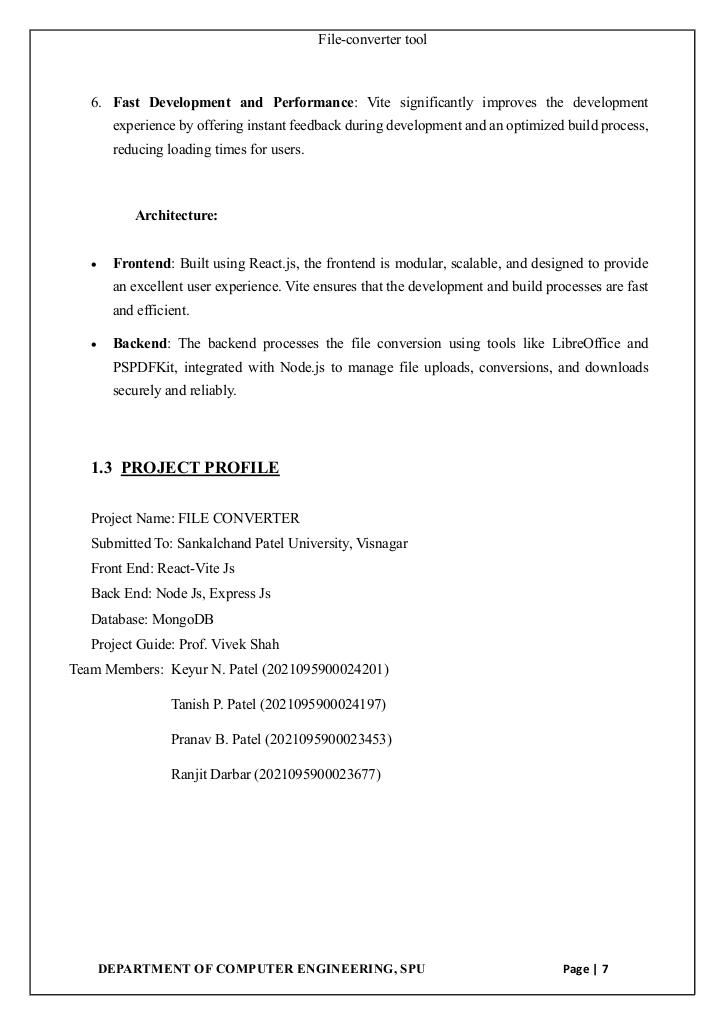 File-converter tool
6. Fast Development and Performance: Vite significantly improves the development
experience by offering instant feedback during development and an optimized build process,
reducing loading times for users.
Architecture:
• Frontend: Built using React.js, the frontend is modular, scalable, and designed to provide
an excellent user experience. Vite ensures that the development and build processes are fast
and efficient.
• Backend: The backend processes the file conversion using tools like LibreOffice and
PSPDFKit, integrated with Node.js to manage file uploads, conversions, and downloads
securely and reliably.
1.3 PROJECT PROFILE
Project Name: FILE CONVERTER
Submitted To: Sankalchand Patel University, Visnagar
Front End: React-Vite Js
Back End: Node Js, Express Js
Database: MongoDB
Project Guide: Prof. Vivek Shah
Team Members: Keyur N. Patel (2021095900024201)
Tanish P. Patel (2021095900024197)
Pranav B. Patel (2021095900023453)
Ranjit Darbar (2021095900023677)
DEPARTMENT OF COMPUTER ENGINEERING, SPU Page | 7